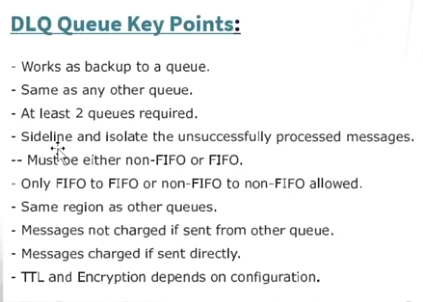 DLQ Queue Key Points:
- Works as backup to a queue.
- Same as any other queue.
- At least 2 queues required.
- Sideline and isolate the unsuccessfully processed messages.
-- Must be either non-FIFO or FIFO.
- Only FIFO to FIFO or non-FIFO to non-FIFO allowed.
- Same region as other queues.
- Messages not charged if sent from other queue.
- Messages charged if sent directly.
- TTL and Encryption depends on configuration.